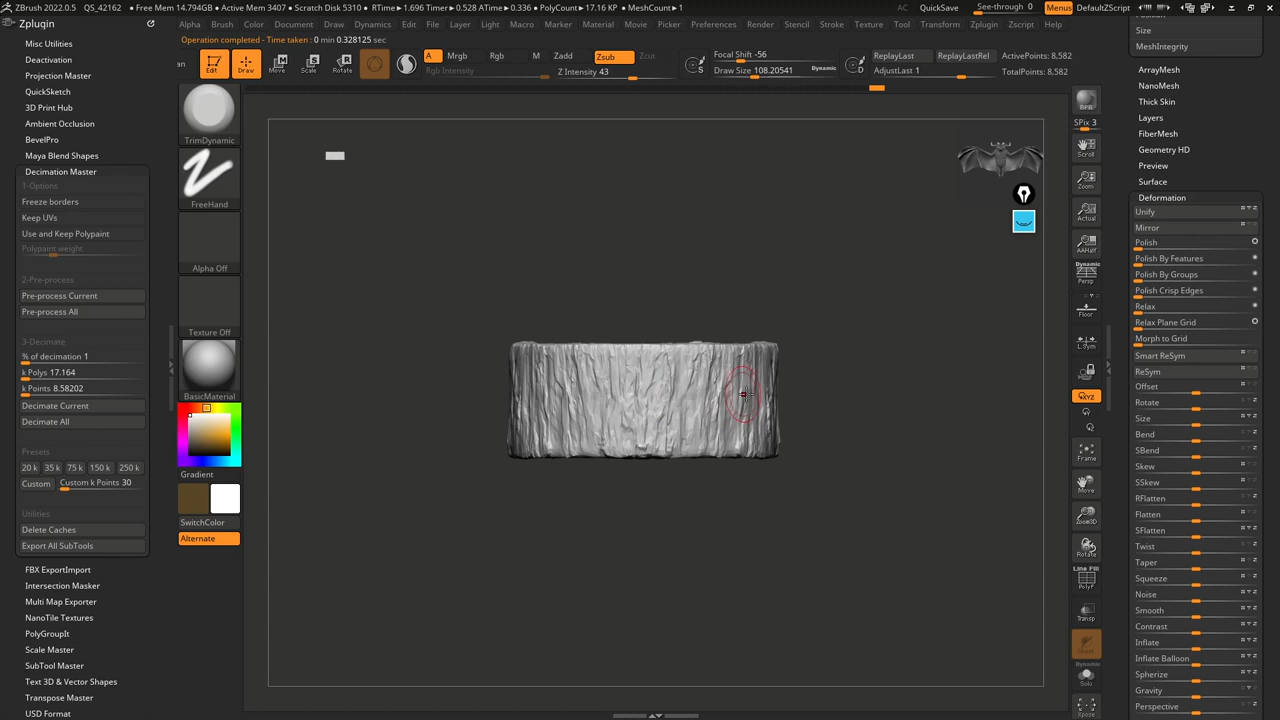 ZBrush 2022.0.5 QS_42162 • Free Mem 14.794GB • Active Mem 3407 • Scratch Disk 5310 • RTime▸1.696 Timer▸0.528 ATime▸0.336 • PolyCount▸17.16 KP • MeshCount▸1 AC QuickSave See-through 0 Menus DefaultZScript
Zplugin
Alpha Brush Color Document Draw Dynamics Edit File Layer Light Macro Marker Material Movie Picker Preferences Render Stencil Stroke Texture Tool Transform Zplugin Zscript Help
Operation completed - Time taken : 0 min 0.328125 sec
Edit Draw Move Scale Rotate
A Mrgb Rgb M Zadd Zsub Zcut
Rgb Intensity Z Intensity 43
Focal Shift -56
Draw Size 108.20541 Dynamic
S D
ReplayLast ReplayLastRel
AdjustLast 1
ActivePoints: 8,582
TotalPoints: 8,572
Misc Utilities
Deactivation
Projection Master
QuickSketch
3D Print Hub
Ambient Occlusion
BevelPro
Maya Blend Shapes
Decimation Master
1-Options
Freeze borders
Keep UVs
Use and Keep Polypaint
Polypaint weight
2-Pre-process
Pre-process Current
Pre-process All
3-Decimate
% of decimation 1
k Polys 17.164
k Points 8.58202
Decimate Current
Decimate All
Presets
20 k 35 k 75 k 150 k 250 k
Custom Custom k Points 30
Utilities
Delete Caches
Export All SubTools
FBX ExportImport
Intersection Masker
Multi Map Exporter
NanoTile Textures
PolyGroupIt
Scale Master
SubTool Master
Text 3D & Vector Shapes
Transpose Master
USD Format
TrimDynamic
FreeHand
Alpha Off
Texture Off
BasicMaterial
Gradient
SwitchColor
Alternate
BPR
SPix 3
Scroll
Zoom
Actual
AAHalf
Dynamic
Persp
Floor
L.Sym
XYZ
Frame
Move
Zoom3D
Rotate
Line Fill
PolyF
Transp
Dynamic
Solo
Xpose
Size
MeshIntegrity
ArrayMesh
NanoMesh
Thick Skin
Layers
FiberMesh
Geometry HD
Preview
Surface
Deformation
Unify
Mirror
Polish
Polish By Features
Polish By Groups
Polish Crisp Edges
Relax
Relax Plane Grid
Morph to Grid
Smart ReSym
ReSym
Offset
Rotate
Size
Bend
SBend
Skew
SSkew
RFlatten
Flatten
SFlatten
Twist
Taper
Squeeze
Noise
Smooth
Contrast
Inflate
Inflate Balloon
Spherize
Gravity
Perspective